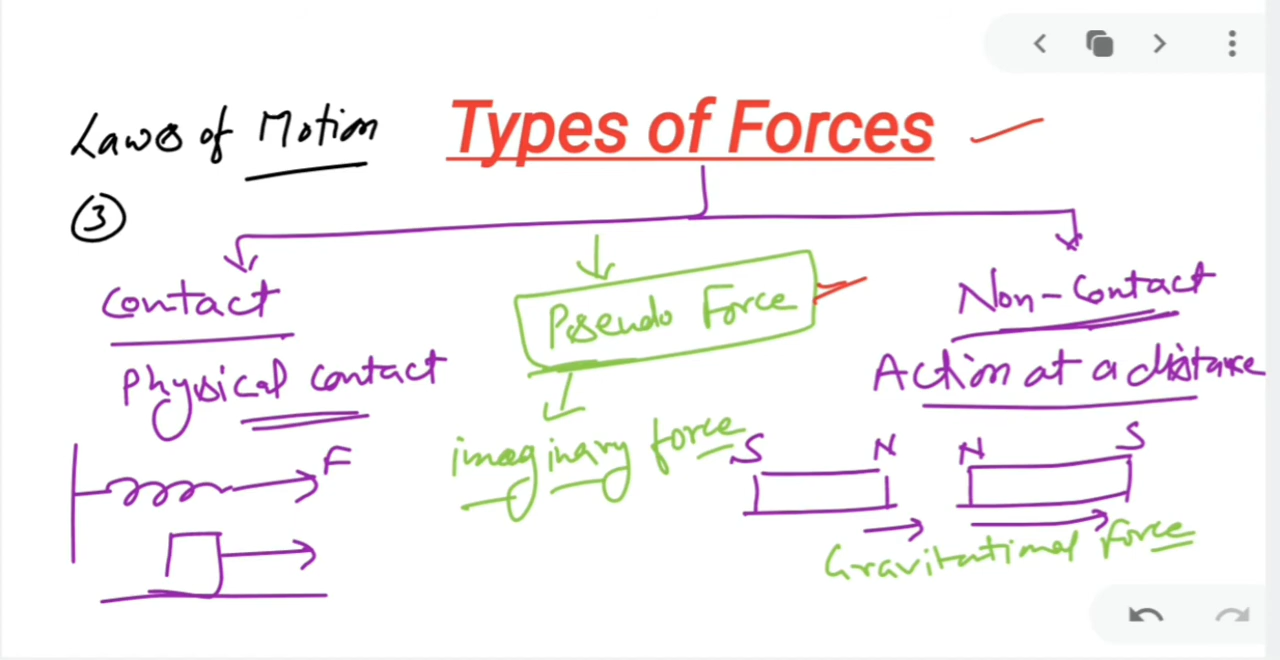 Laws of Motion
Types of Forces
3
Contact
Pseudo Force
Non-Contact
Physical contact
Action at a distance
F
imaginary force
S N
N S
Gravitational Force